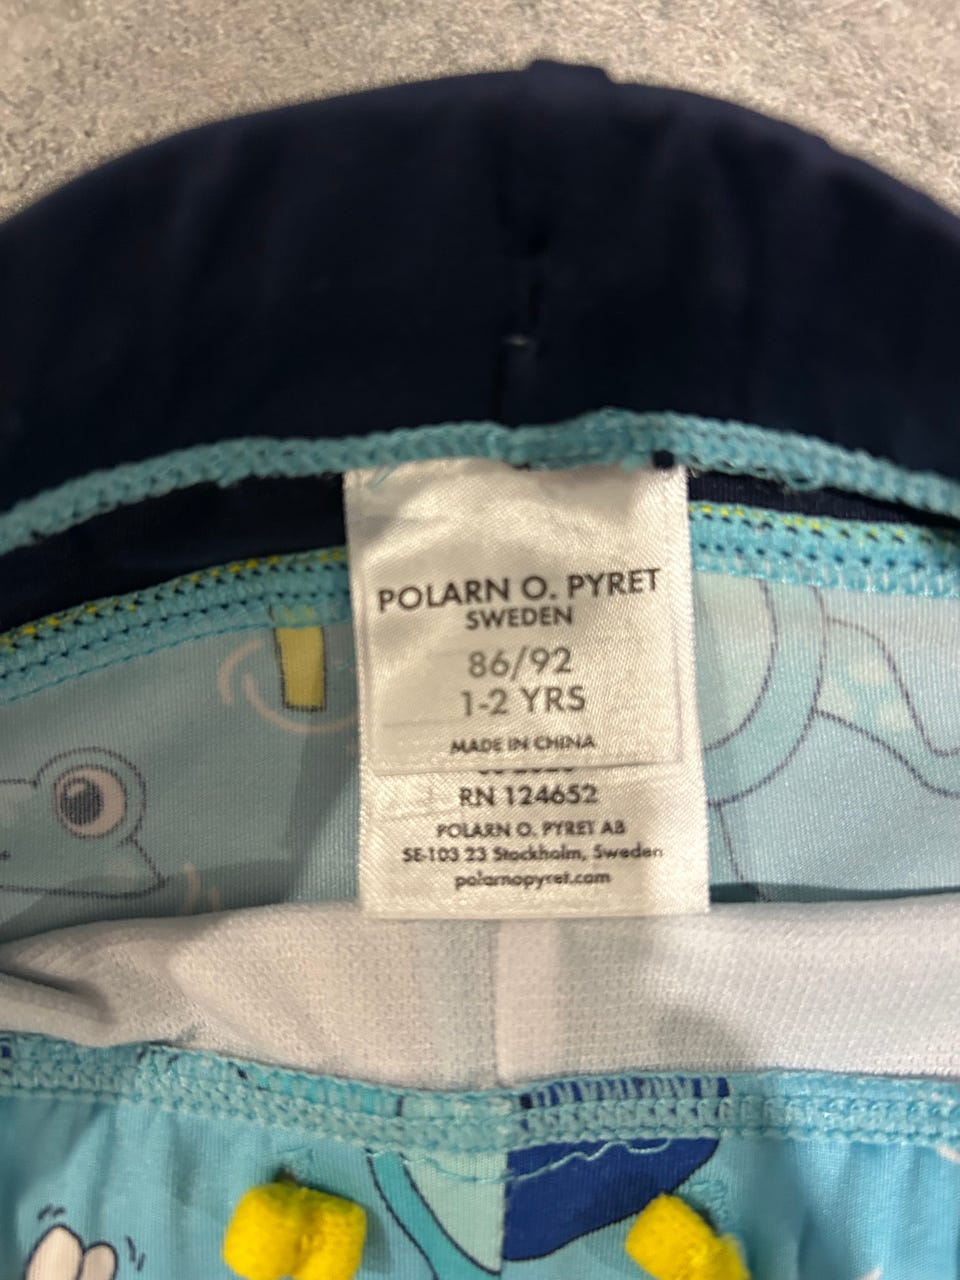 POLARN O. PYRET
SWEDEN
86/92
1-2 YRS
MADE IN CHINA
RN 124652
POLARN O. PYRET AB
SE-103 23 Stockholm, Sweden
polarnopyret.com